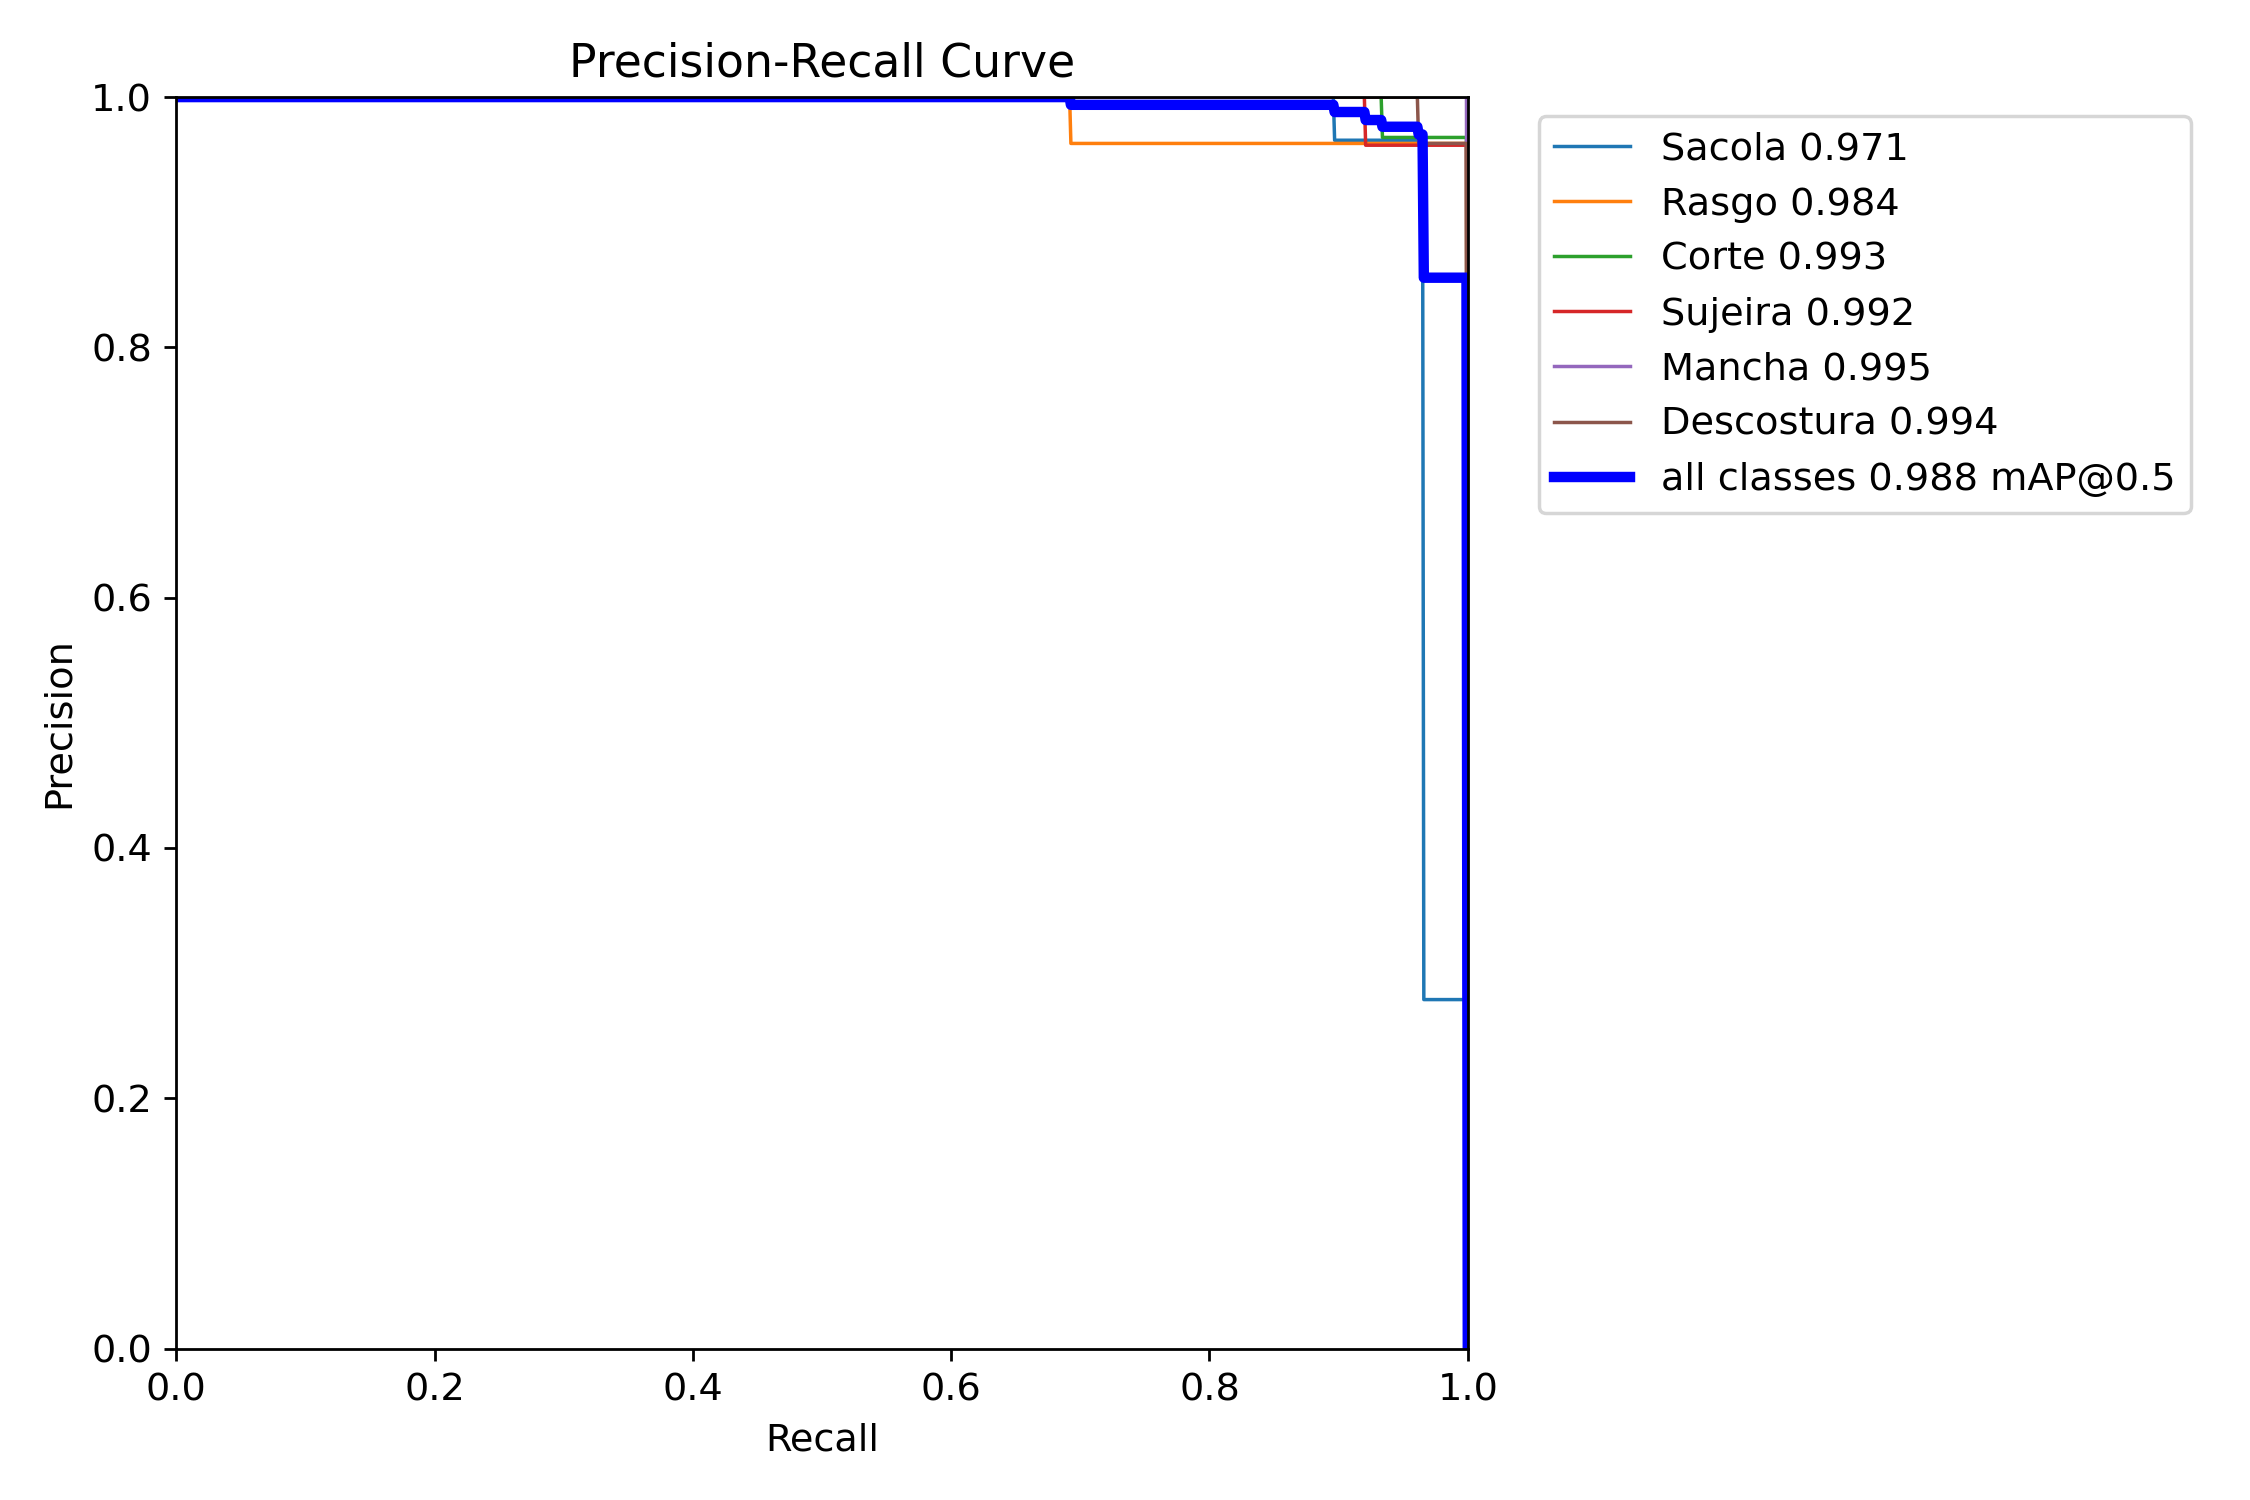 Precision-Recall Curve
1.0
0.8
0.6
0.4
0.2
0.0
Precision
0.0 0.2 0.4 0.6 0.8 1.0
Recall
Sacola 0.971
Rasgo 0.984
Corte 0.993
Sujeira 0.992
Mancha 0.995
Descostura 0.994
all classes 0.988 mAP@0.5